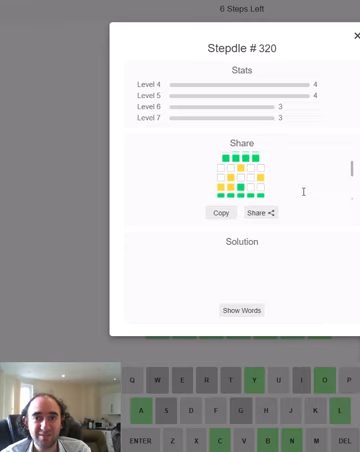 6 Steps Left
Stepdle # 320
Stats
Level 4 4
Level 5 4
Level 6 3
Level 7 3
Share
Copy Share
Solution
Show Words
Q W E R T Y U I O P
A S D F G H J K L
ENTER Z X C V B N M DEL